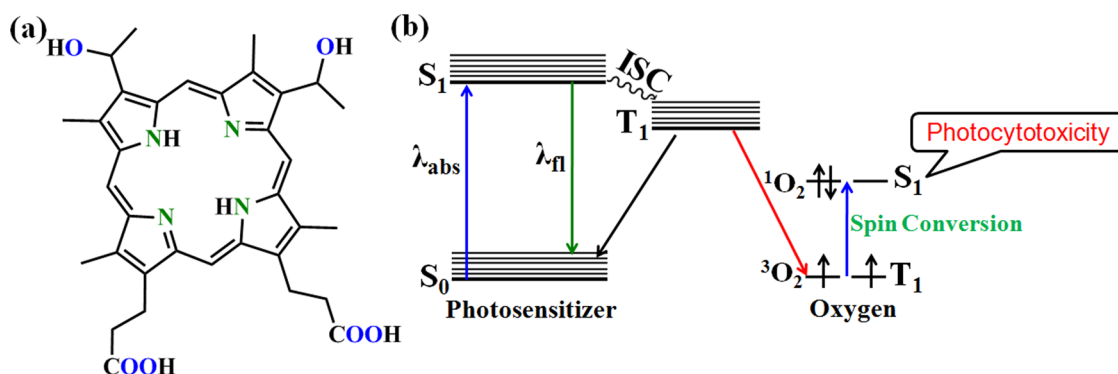 (a)
HO
OH
NH
N
N
HN
COOH
COOH
(b)
S1
ISC
T1
λabs
λfl
Photocytotoxicity
1O2
S1
Spin Conversion
3O2
T1
S0
Photosensitizer
Oxygen